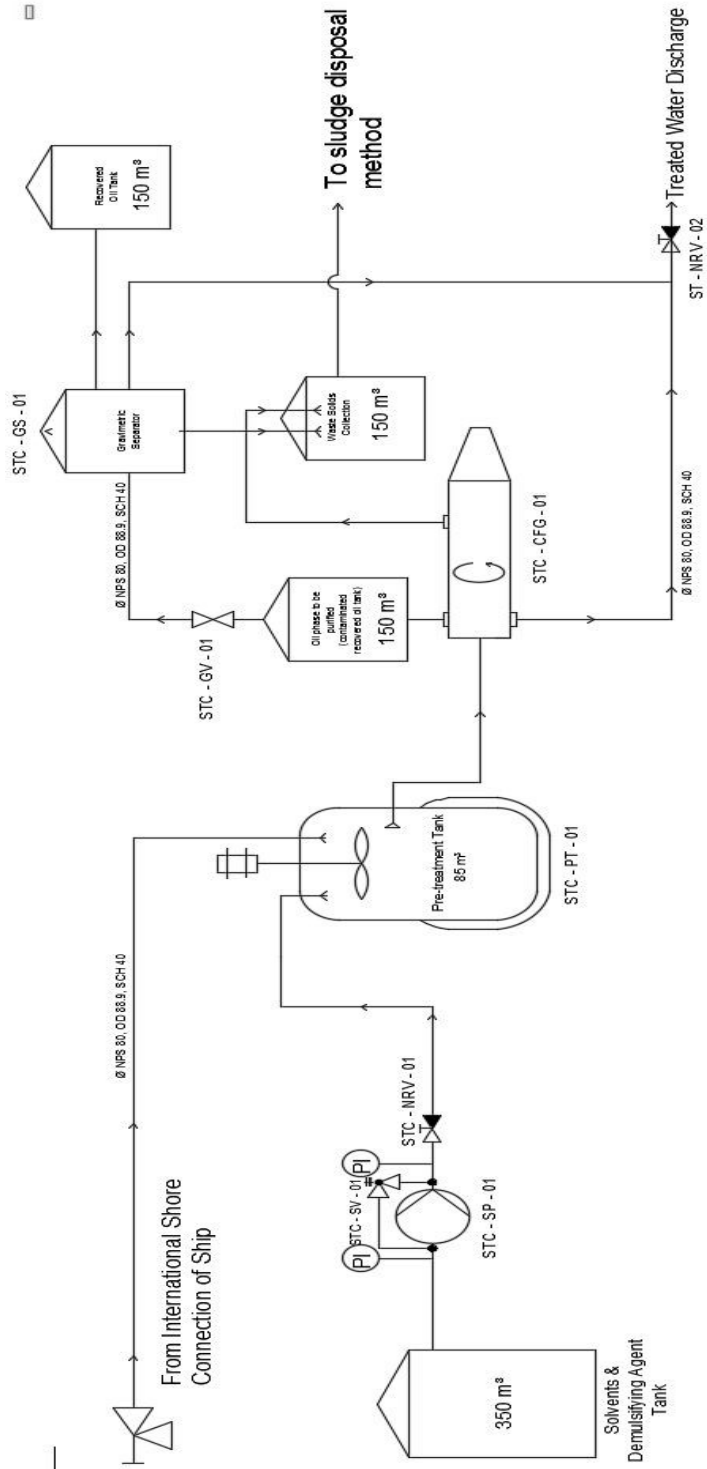 From International Shore
Connection of Ship
Ø NPS 80, OD 88.9, SCH 40
350 m³
Solvents &
Demulsifying Agent
Tank
PI
STC - SV - 01
PI
STC - SP - 01
STC - NRV - 01
Pre-treatment Tank
85 m³
STC - PT - 01
STC - GV - 01
Ø NPS 80, OD 88.9, SCH 40
Oil phase to be
purified
(contaminated
recovered oil tank)
150 m³
STC - CFG - 01
STC - GS - 01
Gravimetric
Separator
Waste Solids
Collection
150 m³
Recovered
Oil Tank
150 m³
To sludge disposal
method
Ø NPS 80, OD 88.9, SCH 40
ST - NRV - 02
Treated Water Discharge